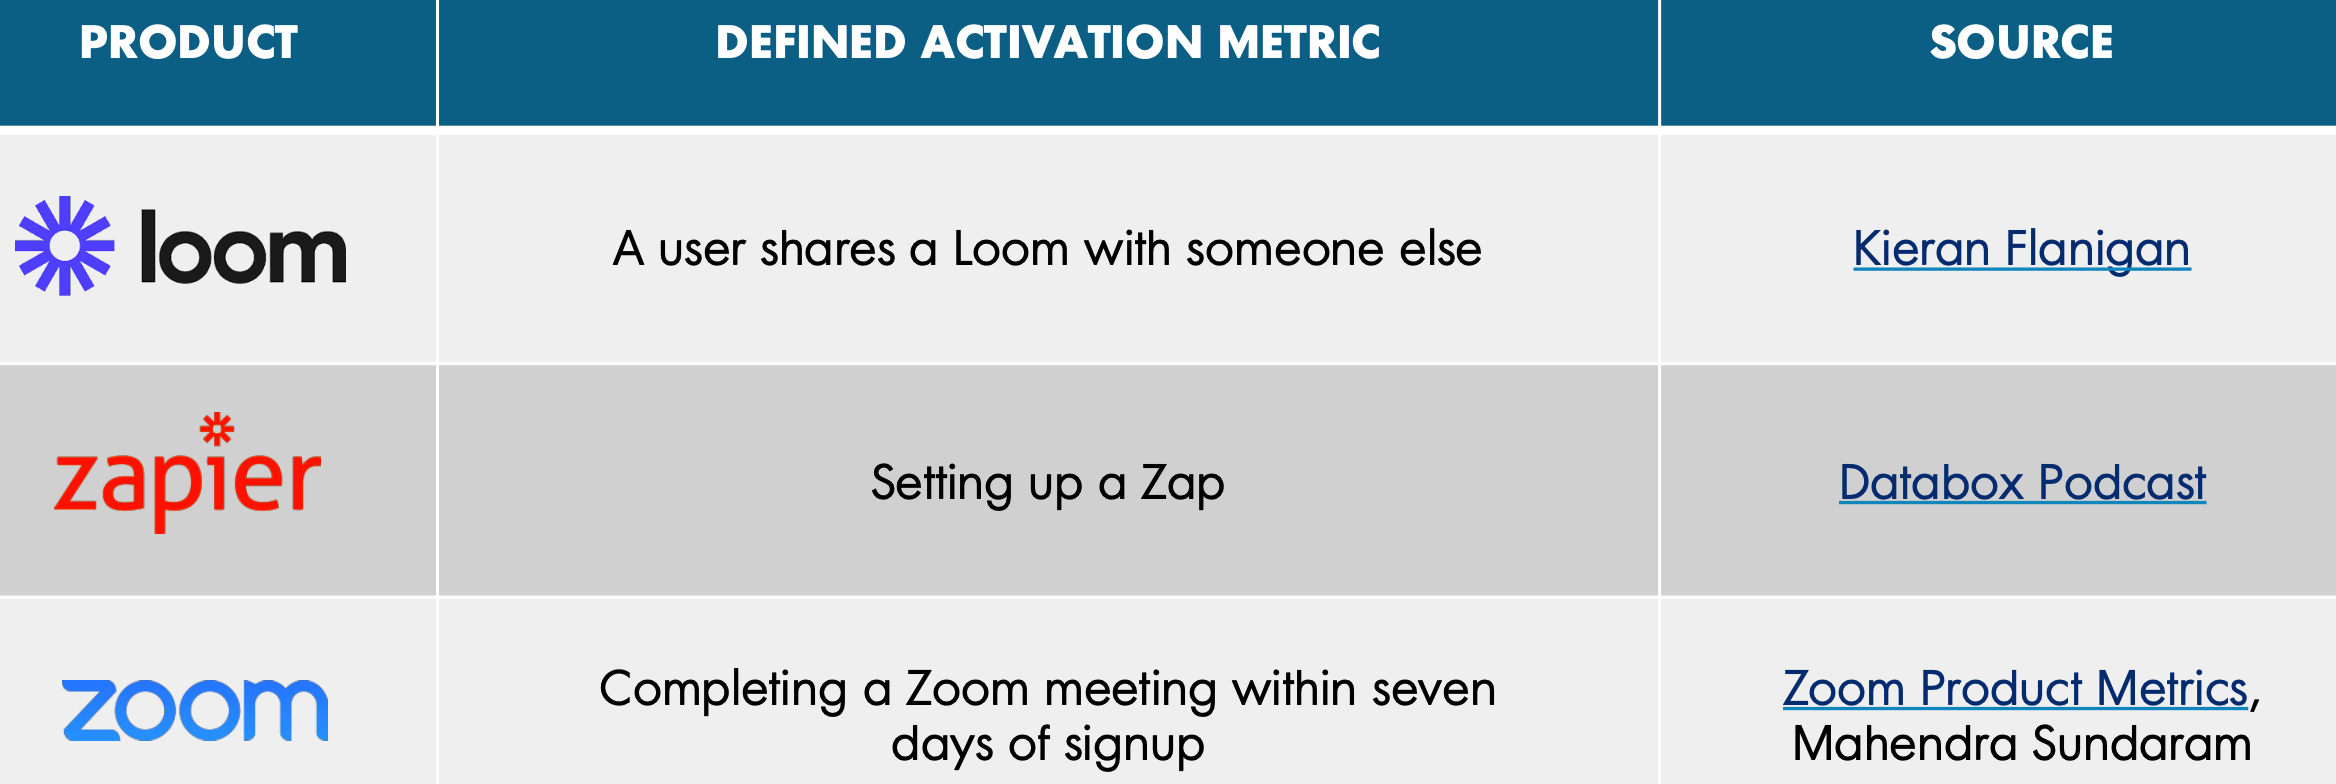 PRODUCT
DEFINED ACTIVATION METRIC
SOURCE
loom
A user shares a Loom with someone else
Kieran Flanigan
zapier
Setting up a Zap
Databox Podcast
zoom
Completing a Zoom meeting within seven
days of signup
Zoom Product Metrics,
Mahendra Sundaram